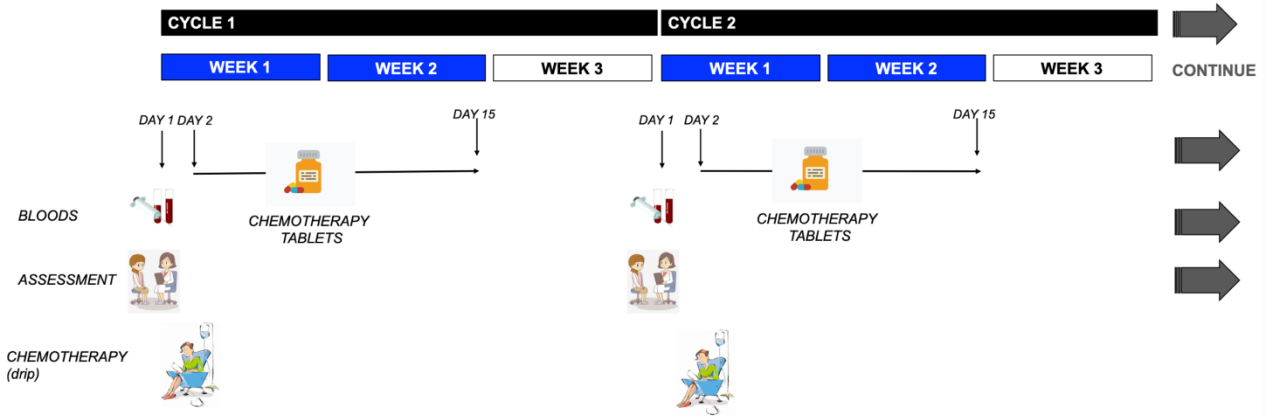 CYCLE 1
CYCLE 2
WEEK 1
WEEK 2
WEEK 3
WEEK 1
WEEK 2
WEEK 3
CONTINUE
DAY 1
DAY 2
DAY 15
DAY 1
DAY 2
DAY 15
BLOODS
CHEMOTHERAPY
TABLETS
CHEMOTHERAPY
TABLETS
ASSESSMENT
CHEMOTHERAPY
(drip)